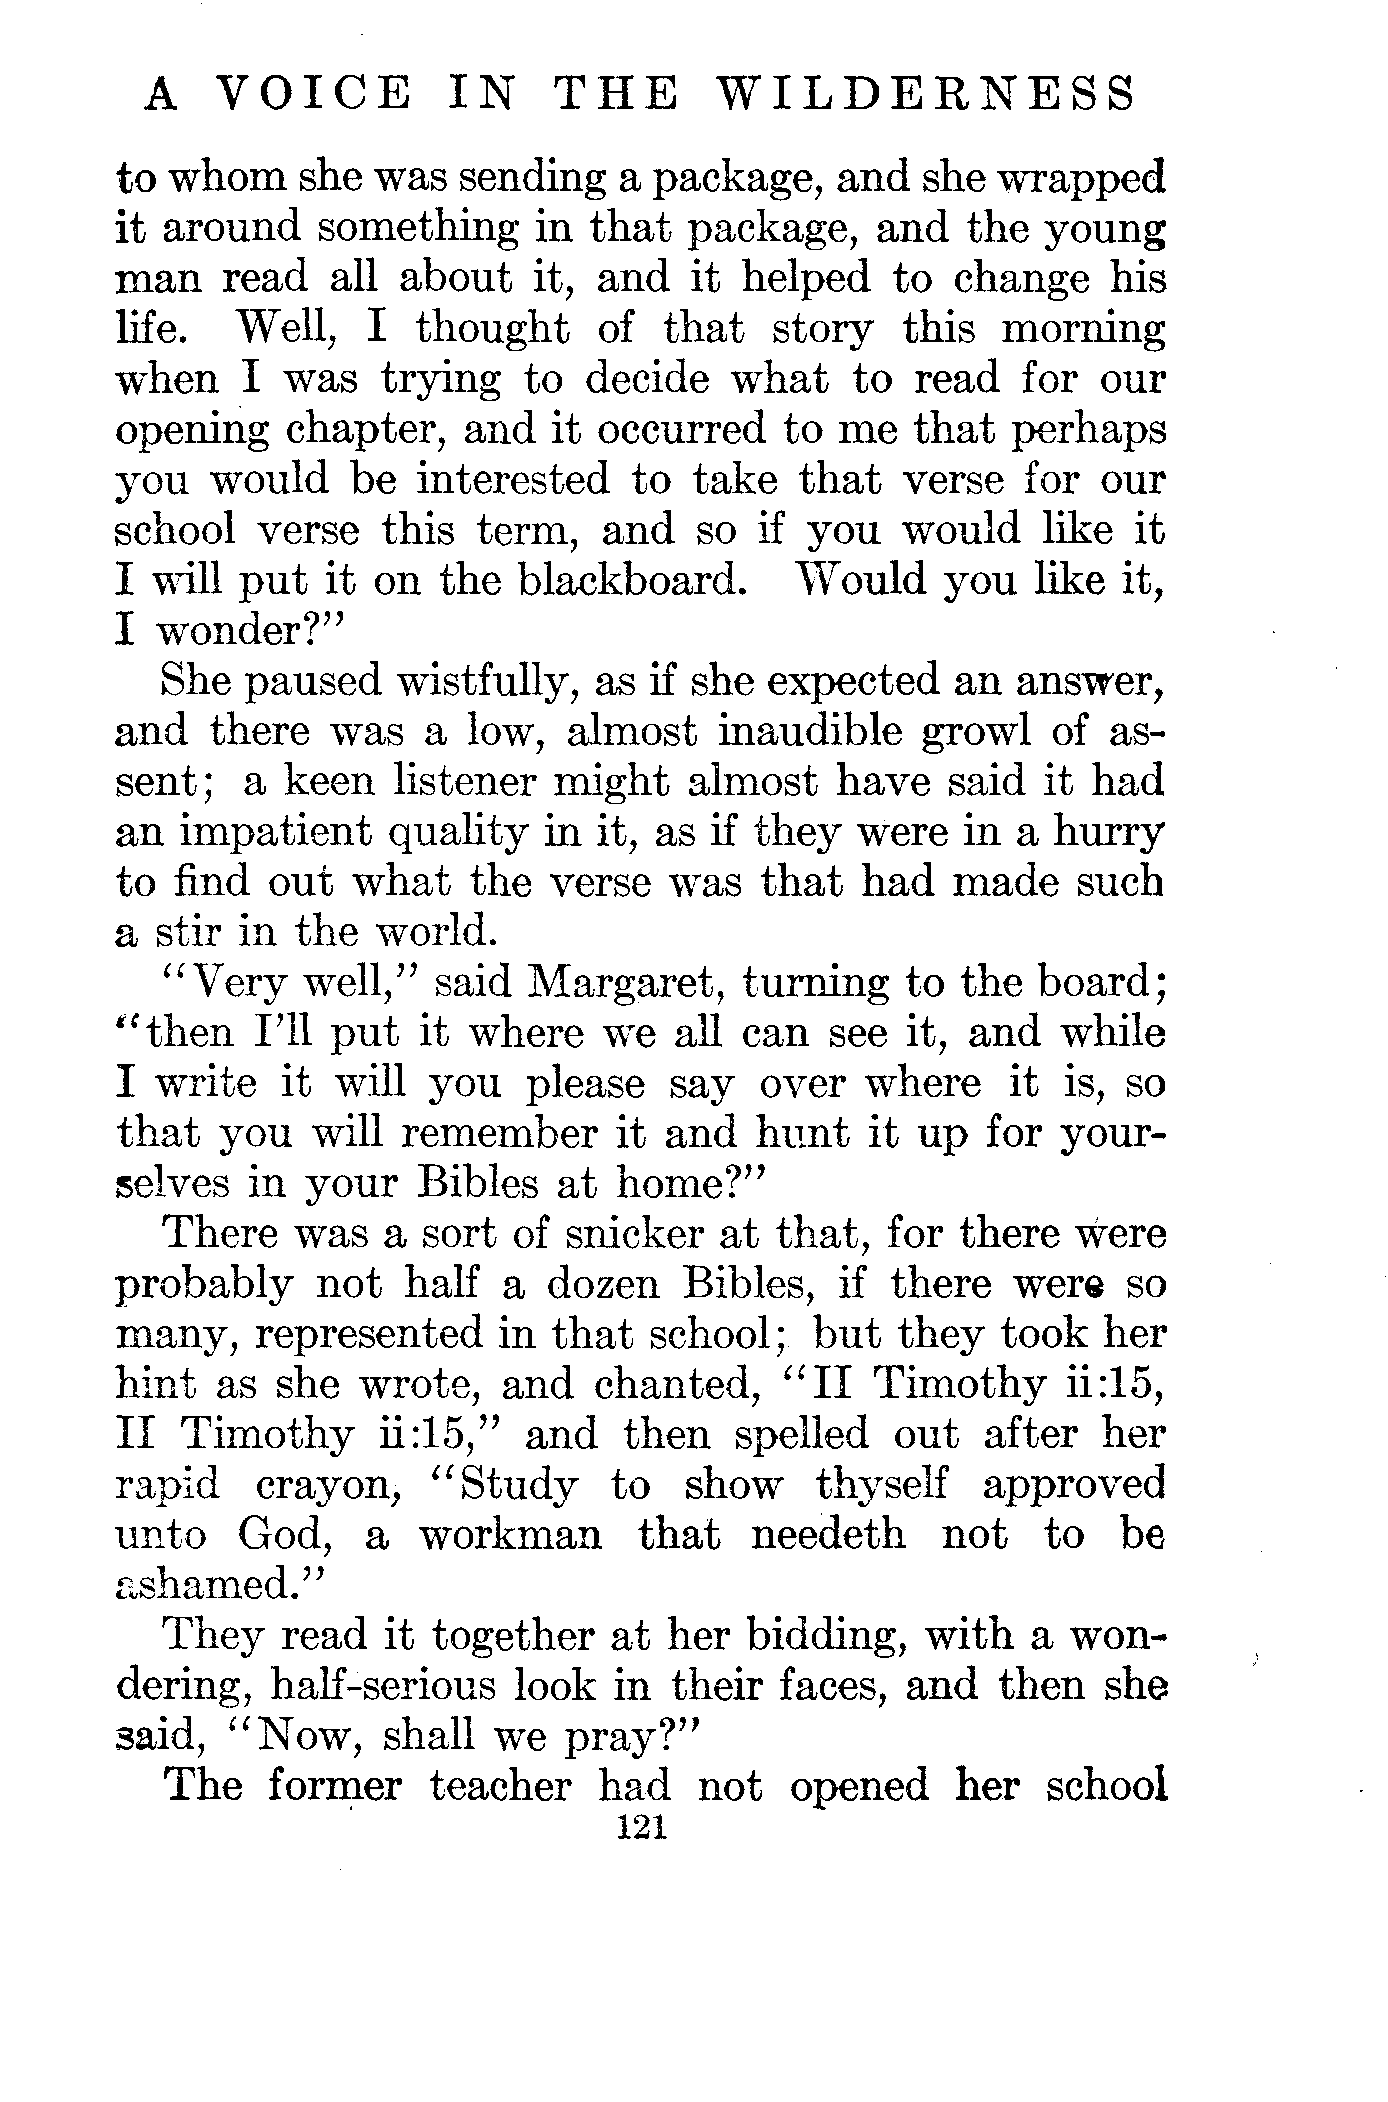 A VOICE IN THE WILDERNESS
to whom she was sending a package, and she wrapped
it around something in that package, and the young
man read all about it, and it helped to change his
life. Well, I thought of that story this morning
when I was trying to decide what to read for our
opening chapter, and it occurred to me that perhaps
you would be interested to take that verse for our
school verse this term, and so if you would like it
I will put it on the blackboard. Would you like it,
I wonder?”
She paused wistfully, as if she expected an answer,
and there was a low, almost inaudible growl of as-
sent; a keen listener might almost have said it had
an impatient quality in it, as if they were in a hurry
to find out what the verse was that had made such
a stir in the world.
“Very well,” said Margaret, turning to the board;
“then I’ll put it where we all can see it, and while
I write it will you please say over where it is, so
that you will remember it and hunt it up for your-
selves in your Bibles at home?”
There was a sort of snicker at that, for there were
probably not half a dozen Bibles, if there were so
many, represented in that school; but they took her
hint as she wrote, and chanted, “II Timothy ii:15,
II Timothy ii:15,” and then spelled out after her
rapid crayon, “Study to show thyself approved
unto God, a workman that needeth not to be
ashamed.”
They read it together at her bidding, with a won-
dering, half-serious look in their faces, and then she
said, “Now, shall we pray?”
The former teacher had not opened her school
121